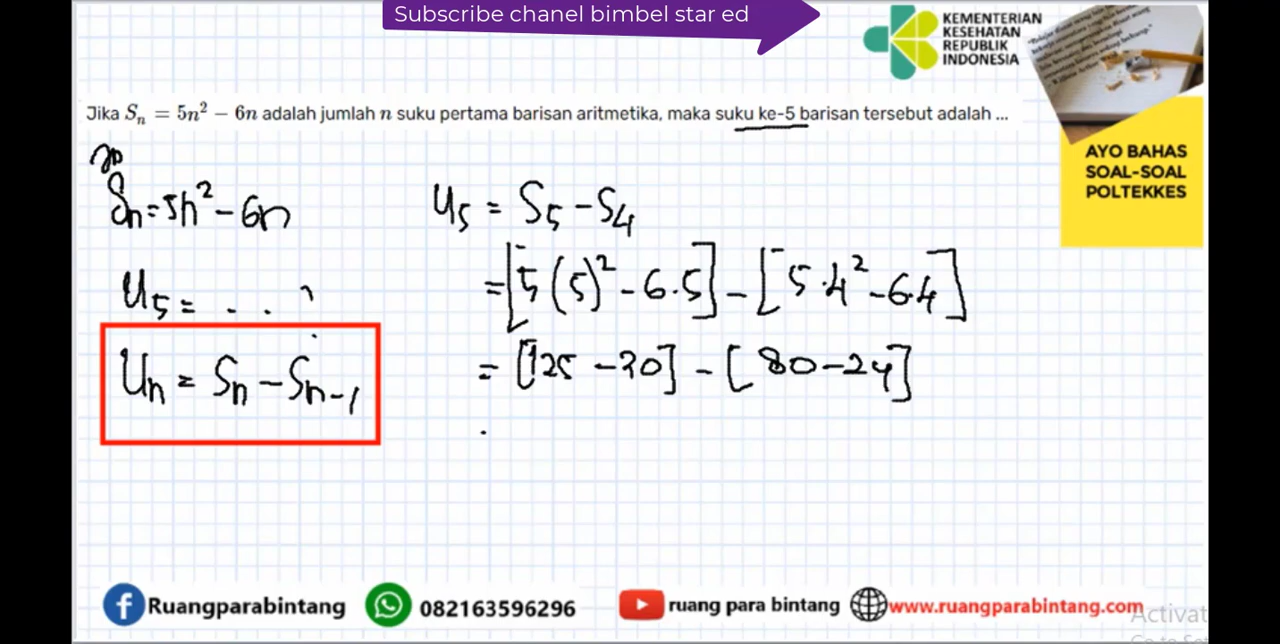 Subscribe chanel bimbel star ed
KEMENTERIAN
KESEHATAN
REPUBLIK
INDONESIA
Jika Sₙ = 5n² − 6n adalah jumlah n suku pertama barisan aritmetika, maka suku ke-5 barisan tersebut adalah ...
AYO BAHAS
SOAL-SOAL
POLTEKKES
Sn = 5n² - 6n
U₅ = . . ?
Un = Sn - Sn-1
U₅ = S₅ - S₄
= [5(5)² - 6.5] - [5.4² - 6.4]
= [125 - 30] - [80 - 24]
Ruangparabintang
082163596296
ruang para bintang
www.ruangparabintang.com
Activat